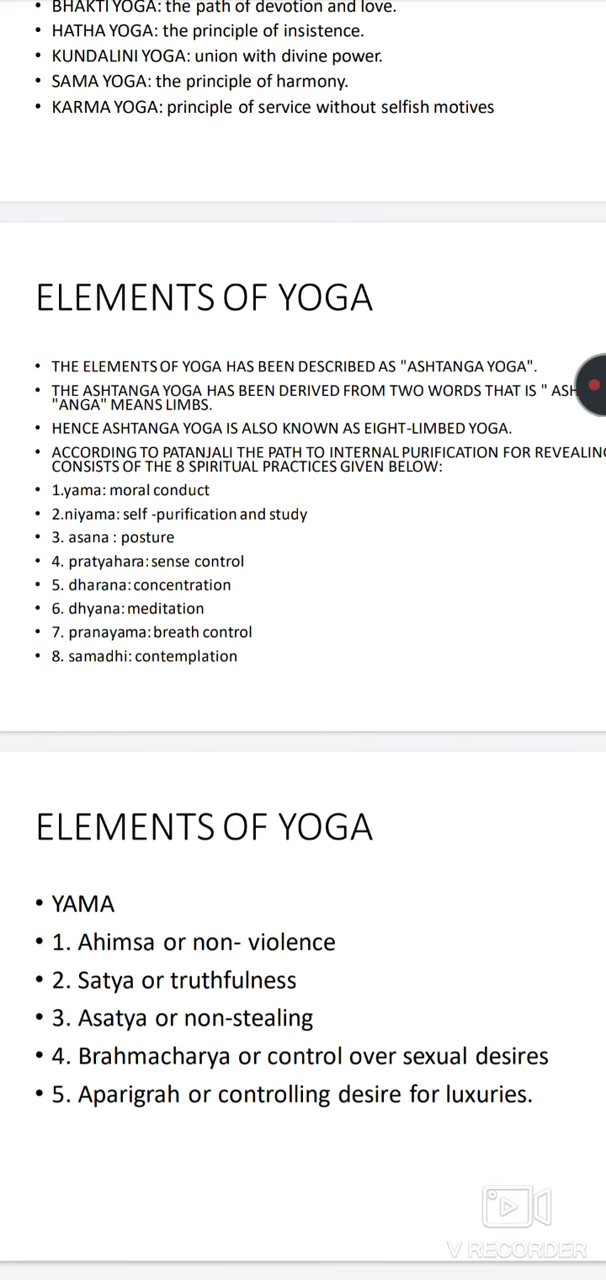 • BHAKTI YOGA: the path of devotion and love.
• HATHA YOGA: the principle of insistence.
• KUNDALINI YOGA: union with divine power.
• SAMA YOGA: the principle of harmony.
• KARMA YOGA: principle of service without selfish motives
ELEMENTS OF YOGA
• THE ELEMENTS OF YOGA HAS BEEN DESCRIBED AS "ASHTANGA YOGA".
• THE ASHTANGA YOGA HAS BEEN DERIVED FROM TWO WORDS THAT IS " ASH
"ANGA" MEANS LIMBS.
• HENCE ASHTANGA YOGA IS ALSO KNOWN AS EIGHT-LIMBED YOGA.
• ACCORDING TO PATANJALI THE PATH TO INTERNAL PURIFICATION FOR REVEALING
CONSISTS OF THE 8 SPIRITUAL PRACTICES GIVEN BELOW:
• 1.yama: moral conduct
• 2.niyama: self -purification and study
• 3. asana : posture
• 4. pratyahara: sense control
• 5. dharana: concentration
• 6. dhyana: meditation
• 7. pranayama: breath control
• 8. samadhi: contemplation
ELEMENTS OF YOGA
• YAMA
• 1. Ahimsa or non- violence
• 2. Satya or truthfulness
• 3. Asatya or non-stealing
• 4. Brahmacharya or control over sexual desires
• 5. Aparigrah or controlling desire for luxuries.
V RECORDER